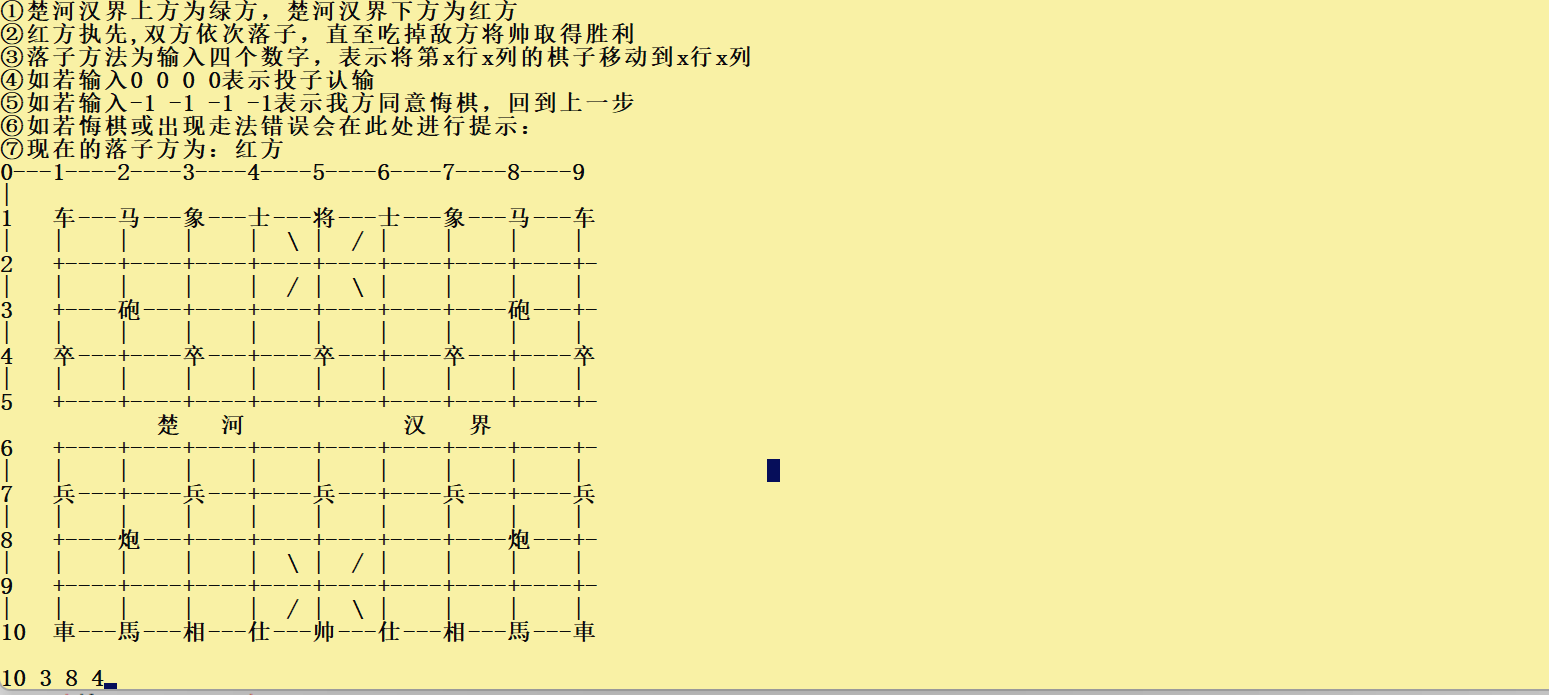 ①楚河汉界上方为绿方，楚河汉界下方为红方
②红方执先,双方依次落子，直至吃掉敌方将帅取得胜利
③落子方法为输入四个数字，表示将第x行x列的棋子移动到x行x列
④如若输入0 0 0 0表示投子认输
⑤如若输入-1 -1 -1 -1表示我方同意悔棋，回到上一步
⑥如若悔棋或出现走法错误会在此处进行提示：
⑦现在的落子方为：红方
0---1----2----3----4----5----6----7----8----9
|
1   车---马---象---士---将---士---象---马---车
|   |    |    |    |  \ |  / |    |    |    |
2   +----+----+----+----+----+----+----+----+-
|   |    |    |    |  / |  \ |    |    |    |
3   +----砲---+----+----+----+----+----砲---+-
|   |    |    |    |    |    |    |    |    |
4   卒---+----卒---+----卒---+----卒---+----卒
|   |    |    |    |    |    |    |    |    |
5   +----+----+----+----+----+----+----+----+-
楚   河             汉   界
6   +----+----+----+----+----+----+----+----+-
|   |    |    |    |    |    |    |    |    |
7   兵---+----兵---+----兵---+----兵---+----兵
|   |    |    |    |    |    |    |    |    |
8   +----炮---+----+----+----+----+----炮---+-
|   |    |    |    |  \ |  / |    |    |    |
9   +----+----+----+----+----+----+----+----+-
|   |    |    |    |  / |  \ |    |    |    |
10  車---馬---相---仕---帅---仕---相---馬---車
10 3 8 4